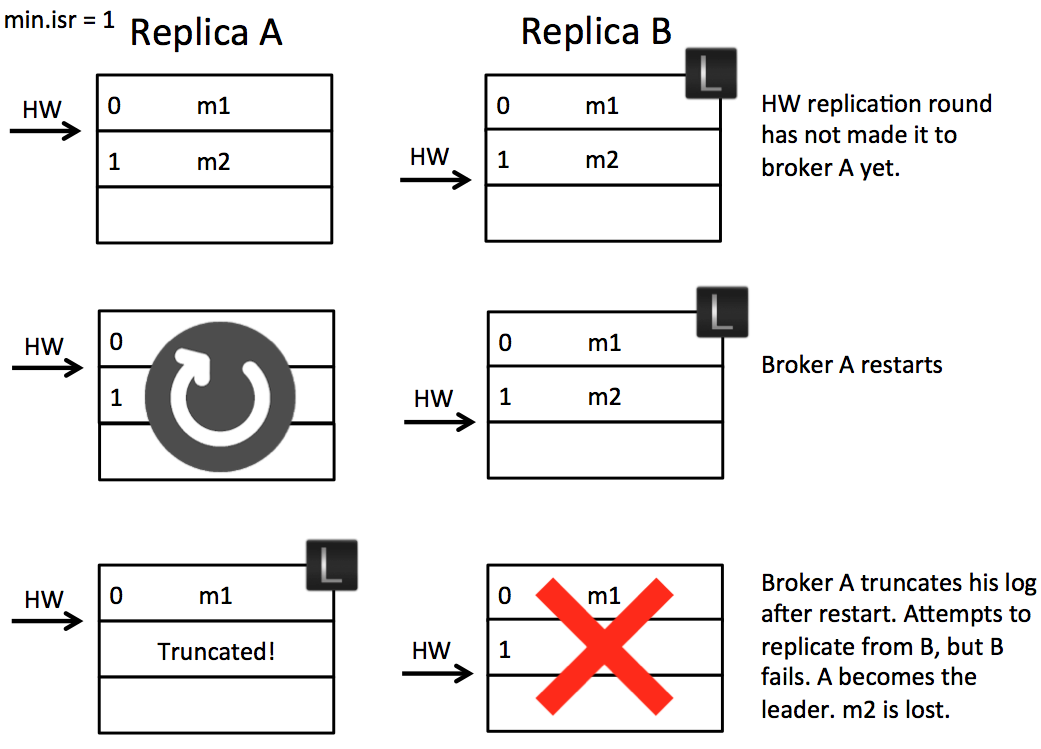 min.isr = 1
Replica A
Replica B
L
HW
0 m1
1 m2
HW
0 m1
1 m2
HW replication round
has not made it to
broker A yet.
L
HW
0
1
HW
0 m1
1 m2
Broker A restarts
L
HW
0 m1
Truncated!
HW
0 m1
1
Broker A truncates his log
after restart. Attempts to
replicate from B, but B
fails. A becomes the
leader. m2 is lost.